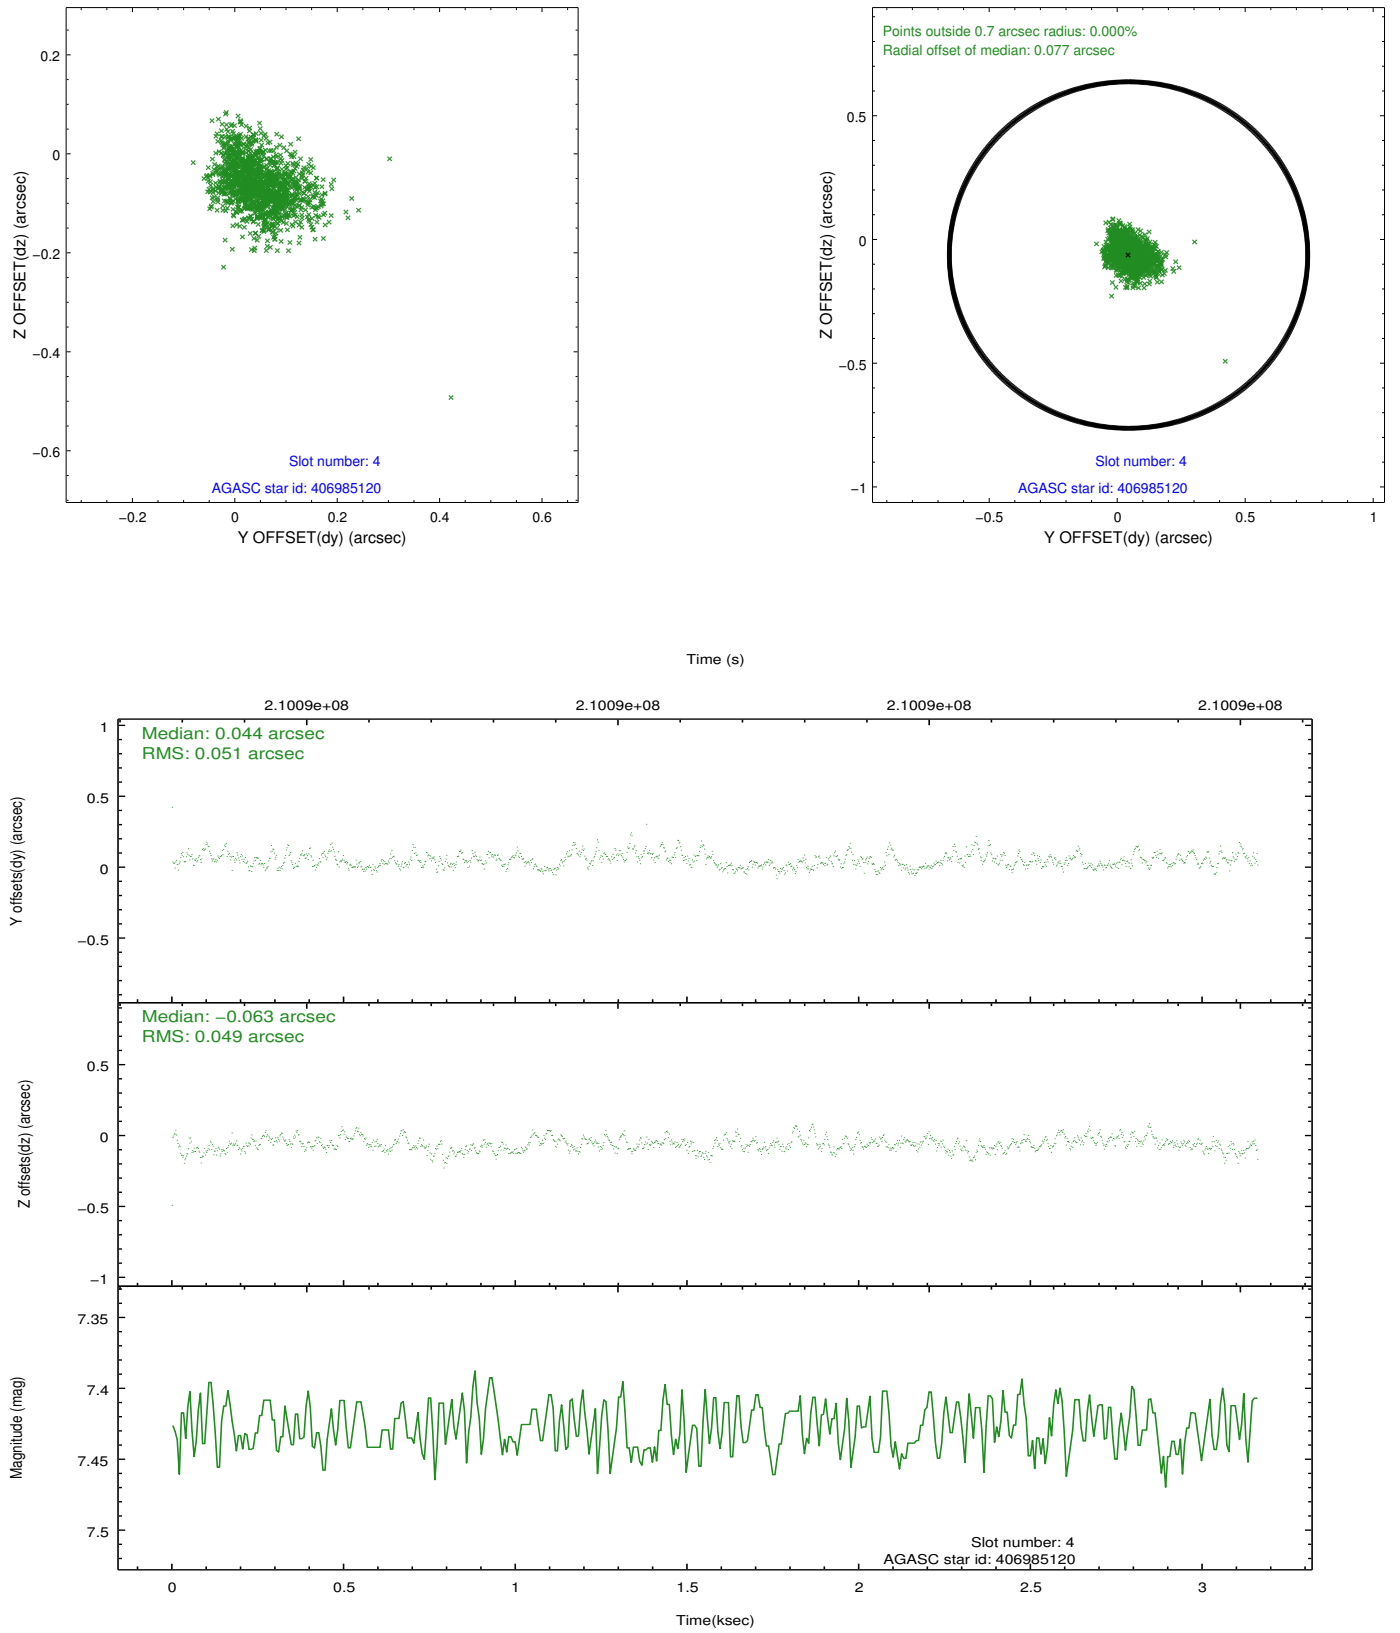 0.2
0
−0.2
−0.4
−0.6
Z OFFSET(dz) (arcsec)
Slot number: 4
AGASC star id: 406985120
−0.2 0 0.2 0.4 0.6
Y OFFSET(dy) (arcsec)
Points outside 0.7 arcsec radius: 0.000%
Radial offset of median: 0.077 arcsec
0.5
0
−0.5
−1
Z OFFSET(dz) (arcsec)
Slot number: 4
AGASC star id: 406985120
−0.5 0 0.5 1
Y OFFSET(dy) (arcsec)
Time (s)
2.1009e+08 2.1009e+08 2.1009e+08 2.1009e+08
Median: 0.044 arcsec
RMS: 0.051 arcsec
1
0.5
0
−0.5
Y offsets(dy) (arcsec)
Median: −0.063 arcsec
RMS: 0.049 arcsec
0.5
0
−0.5
−1
Z offsets(dz) (arcsec)
7.35
7.4
7.45
7.5
Magnitude (mag)
Slot number: 4
AGASC star id: 406985120
0 0.5 1 1.5 2 2.5 3
Time(ksec)